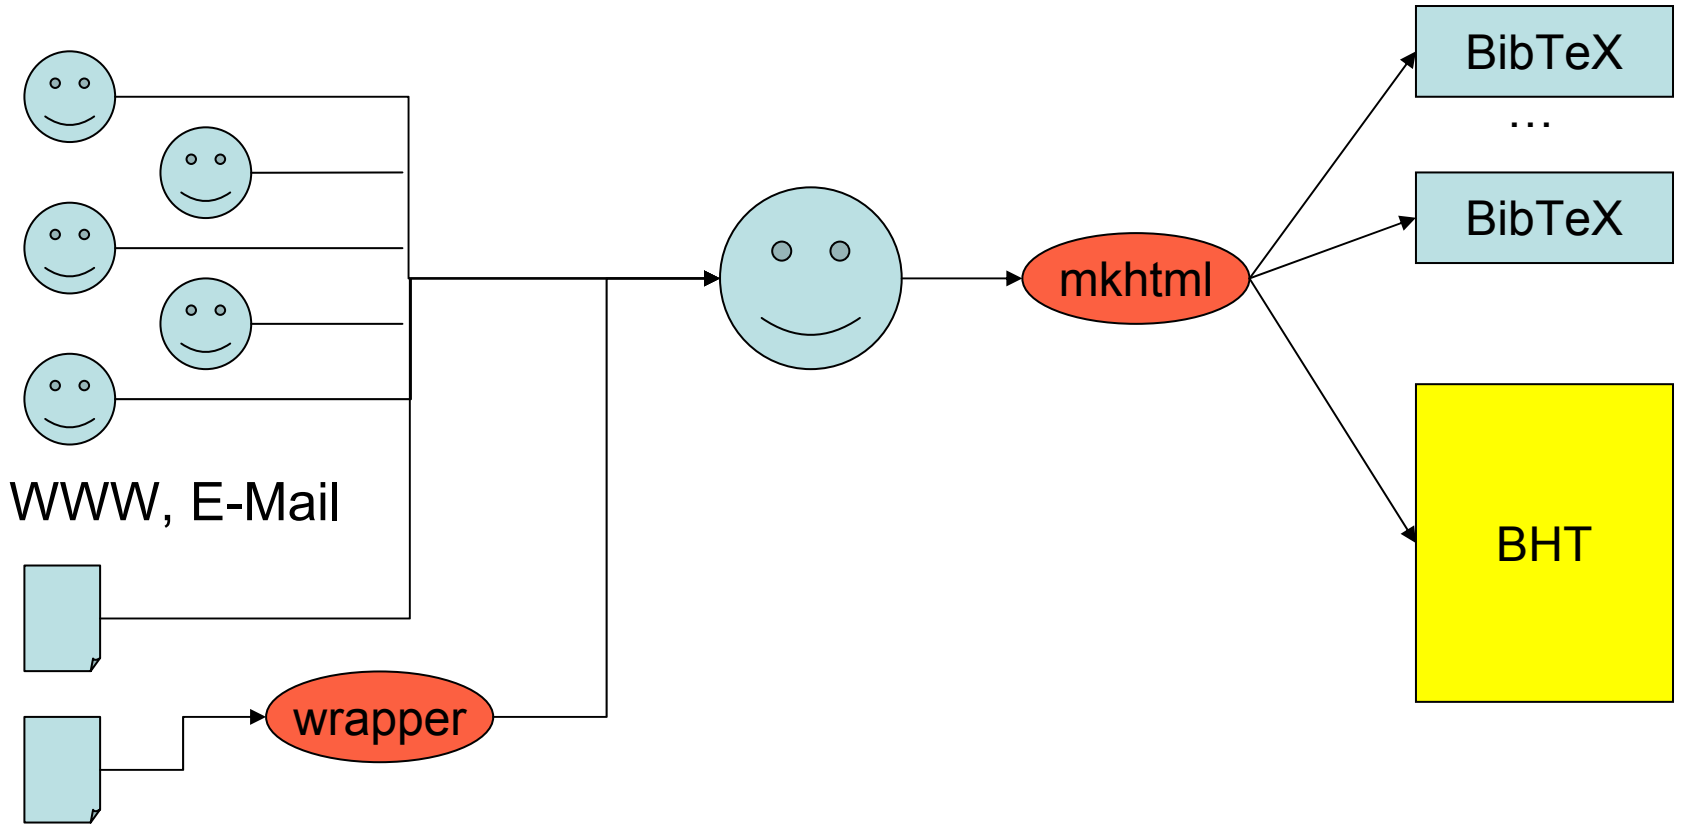 BibTeX
...
BibTeX
mkhtml
WWW, E-Mail
BHT
wrapper